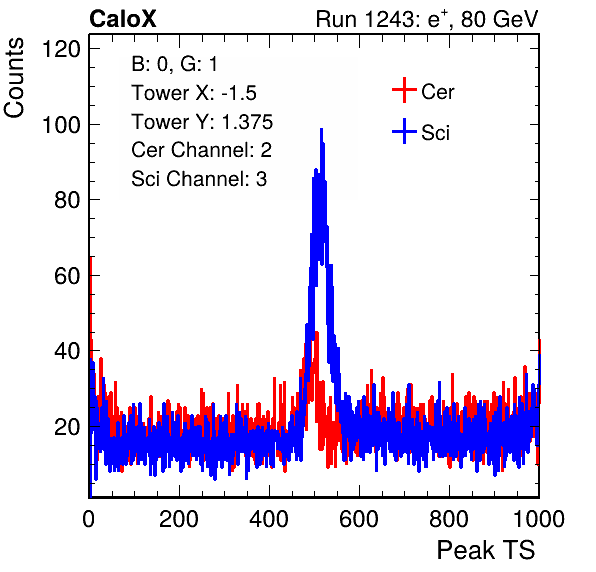 CaloX Run 1243: e⁺, 80 GeV
Counts
B: 0, G: 1
Tower X: -1.5
Tower Y: 1.375
Cer Channel: 2
Sci Channel: 3
Cer
Sci
120
100
80
60
40
20
0 200 400 600 800 1000
Peak TS